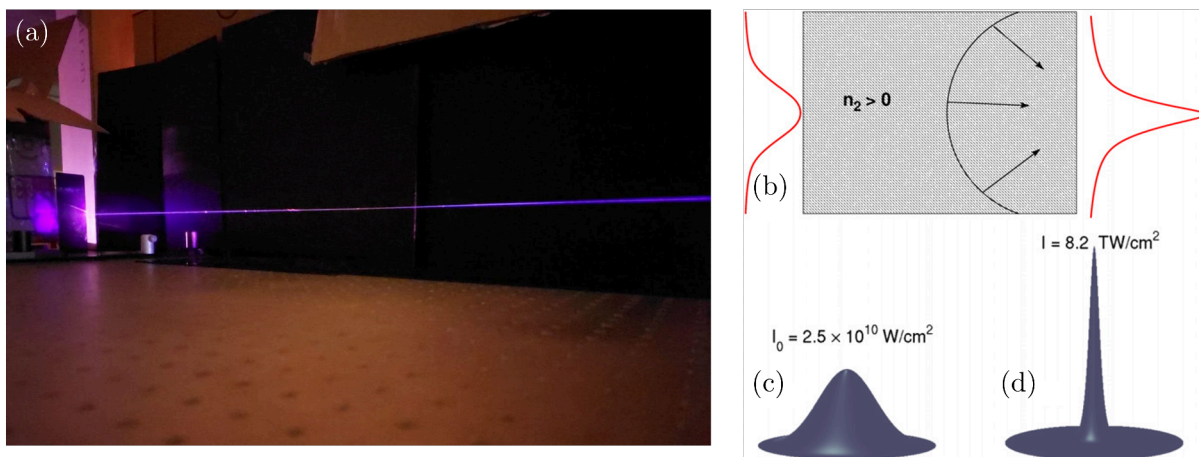 (a)
n₂ > 0
(b)
I = 8.2 TW/cm²
I₀ = 2.5 × 10¹⁰ W/cm²
(c)
(d)